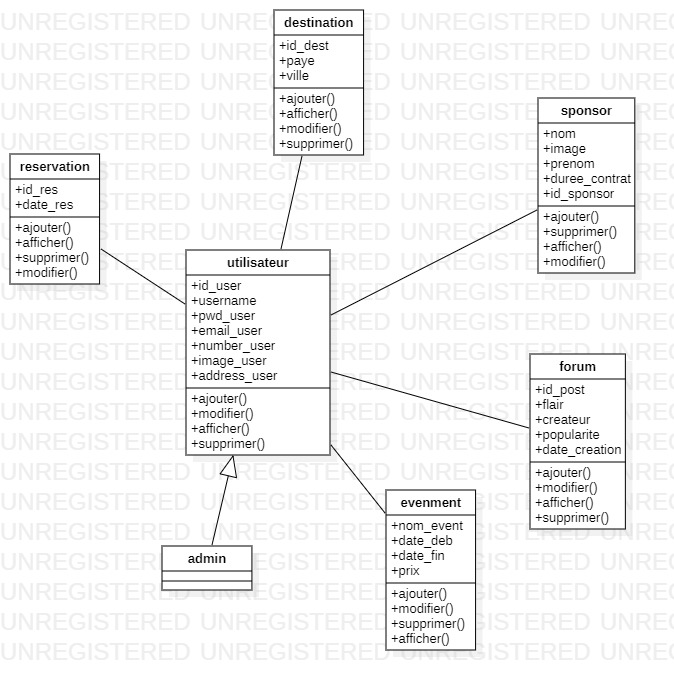 destination
+id_dest
+paye
+ville
+ajouter()
+afficher()
+modifier()
+supprimer()
sponsor
+nom
+image
+prenom
+duree_contrat
+id_sponsor
+ajouter()
+supprimer()
+afficher()
+modifier()
reservation
+id_res
+date_res
+ajouter()
+afficher()
+supprimer()
+modifier()
utilisateur
+id_user
+username
+pwd_user
+email_user
+number_user
+image_user
+address_user
+ajouter()
+modifier()
+afficher()
+supprimer()
forum
+id_post
+flair
+createur
+popularite
+date_creation
+ajouter()
+modifier()
+afficher()
+supprimer()
evenment
+nom_event
+date_deb
+date_fin
+prix
+ajouter()
+modifier()
+supprimer()
+afficher()
admin
UNREGISTERED